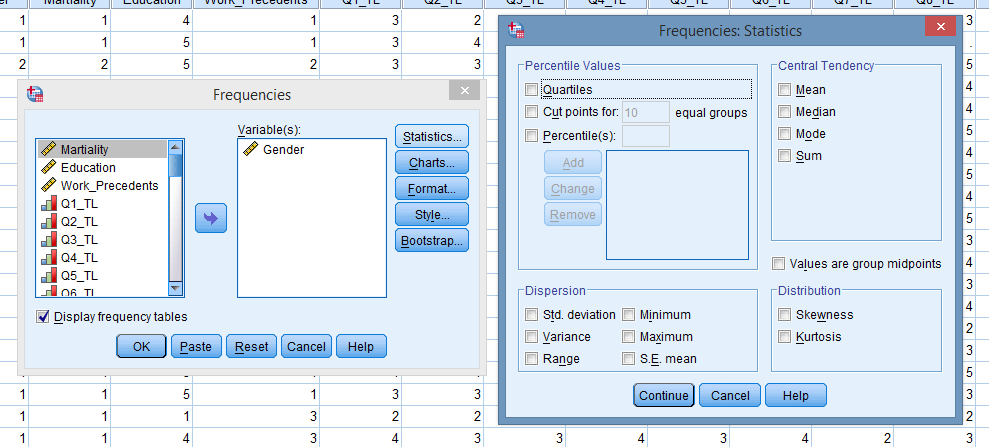 Martiality Education Work_Precedents Q1_TL Q2_TL Q3_TL Q4_TL Q5_TL Q6_TL Q7_TL Q8_TL
1 1 4 1 3 2 3
1 1 5 1 3 4 .
2 2 5 2 3 3 5
Frequencies
Variable(s):
Martiality
Education
Work_Precedents
Q1_TL
Q2_TL
Q3_TL
Q4_TL
Q5_TL
Q6_TL
Gender
Statistics...
Charts...
Format...
Style...
Bootstrap...
Display frequency tables
OK Paste Reset Cancel Help
Frequencies: Statistics
Percentile Values
Quartiles
Cut points for: 10 equal groups
Percentile(s):
Add
Change
Remove
Central Tendency
Mean
Median
Mode
Sum
Values are group midpoints
Dispersion
Std. deviation Minimum
Variance Maximum
Range S.E. mean
Distribution
Skewness
Kurtosis
Continue Cancel Help
4
4
4
5
4
4
4
4
3
4
3
3
4
3
5
1 1 5 1 3 3 3
1 1 1 3 2 2 3
1 1 4 3 4 3 3 4 4 2 3